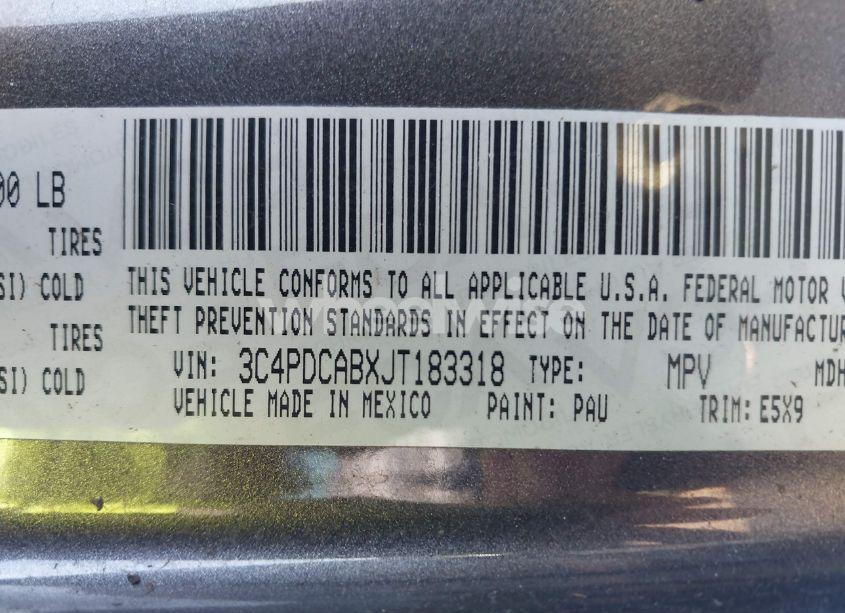 00 LB
TIRES
SI) COLD
TIRES
SI) COLD
THIS VEHICLE CONFORMS TO ALL APPLICABLE U.S.A. FEDERAL MOTOR V
THEFT PREVENTION STANDARDS IN EFFECT ON THE DATE OF MANUFACTUR
VIN: 3C4PDCABXJT183318 TYPE: MPV MDH
VEHICLE MADE IN MEXICO PAINT: PAU TRIM: E5X9